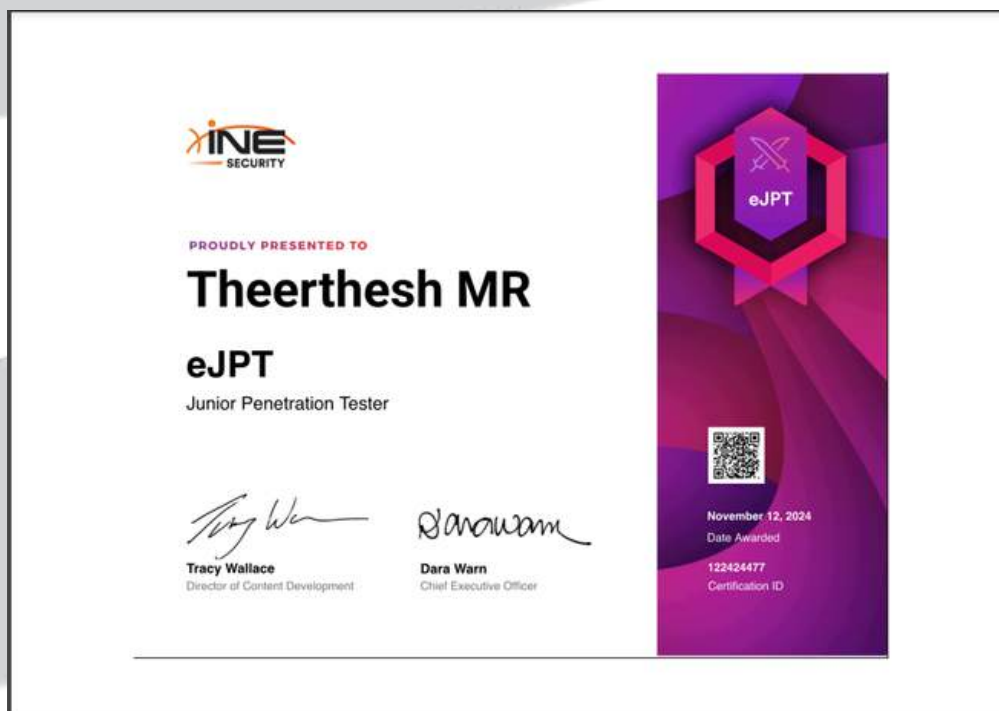 INE
SECURITY
PROUDLY PRESENTED TO
Theerthesh MR
eJPT
Junior Penetration Tester
Tracy Wallace
Director of Content Development
Dara Warn
Chief Executive Officer
eJPT
November 12, 2024
Date Awarded
122424477
Certification ID